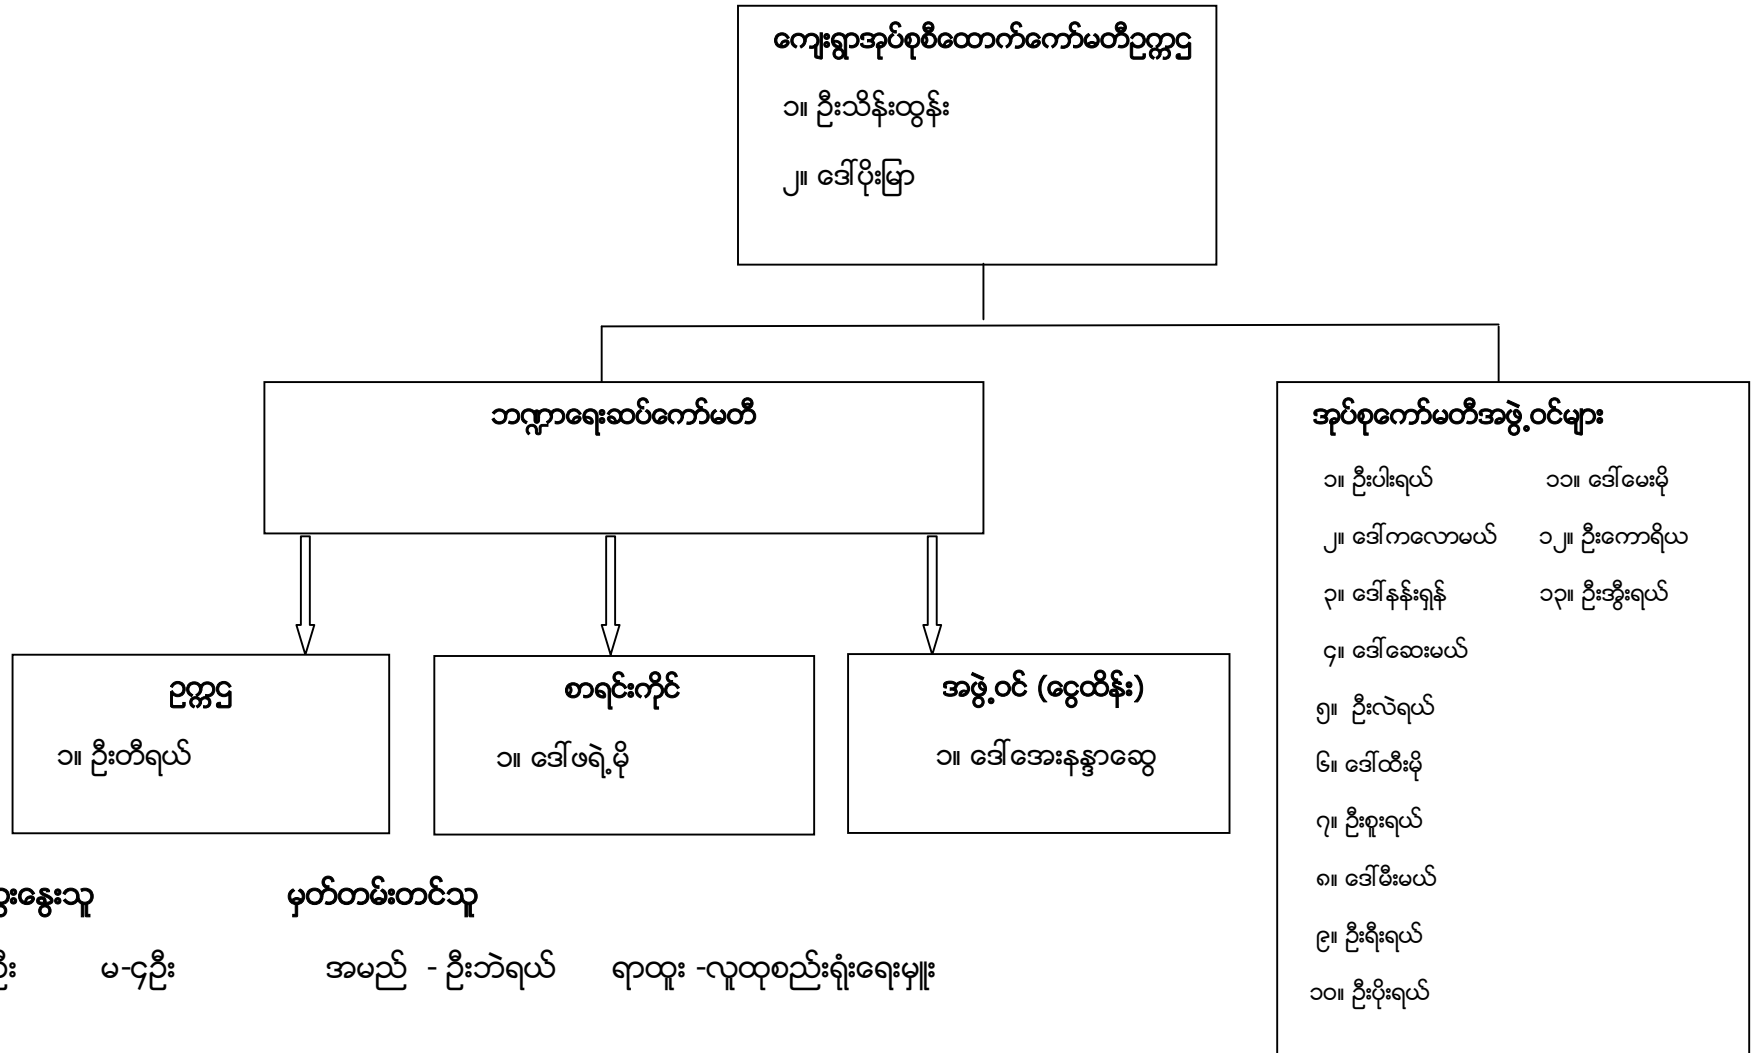 ကျေးရွာအုပ်စုစီထောက်ကော်မတီဥက္ကဌ
၁။ ဦးသိန်းထွန်း
၂။ ဒေါ်ပိုးမြာ
ဘဏ္ဍာရေးဆပ်ကော်မတီ
ဥက္ကဌ
၁။ ဦးတီရယ်
စာရင်းကိုင်
၁။ ဒေါ်ဖရဲ့မို
အဖွဲ့ဝင် (ငွေထိန်း)
၁။ ဒေါ်အေးနန္ဒာဆွေ
အုပ်စုကော်မတီအဖွဲ့ဝင်များ
၁။ ဦးပါးရယ် ၁၁။ ဒေါ်မေးမို
၂။ ဒေါ်ကလောမယ် ၁၂။ ဦးကောရိယ
၃။ ဒေါ်နန်းရှန် ၁၃။ ဦးအွီးရယ်
၄။ ဒေါ်ဆေးမယ်
၅။ ဦးလဲရယ်
၆။ ဒေါ်ထီးမို
၇။ ဦးစူးရယ်
၈။ ဒေါ်မီးမယ်
၉။ ဦးရီးရယ်
၁၀။ ဦးပိုးရယ်
မှတ်တမ်းတင်သူ
မ-၄ဦး အမည် - ဦးဘဲရယ် ရာထူး -လူထုစည်းရုံးရေးမှူး